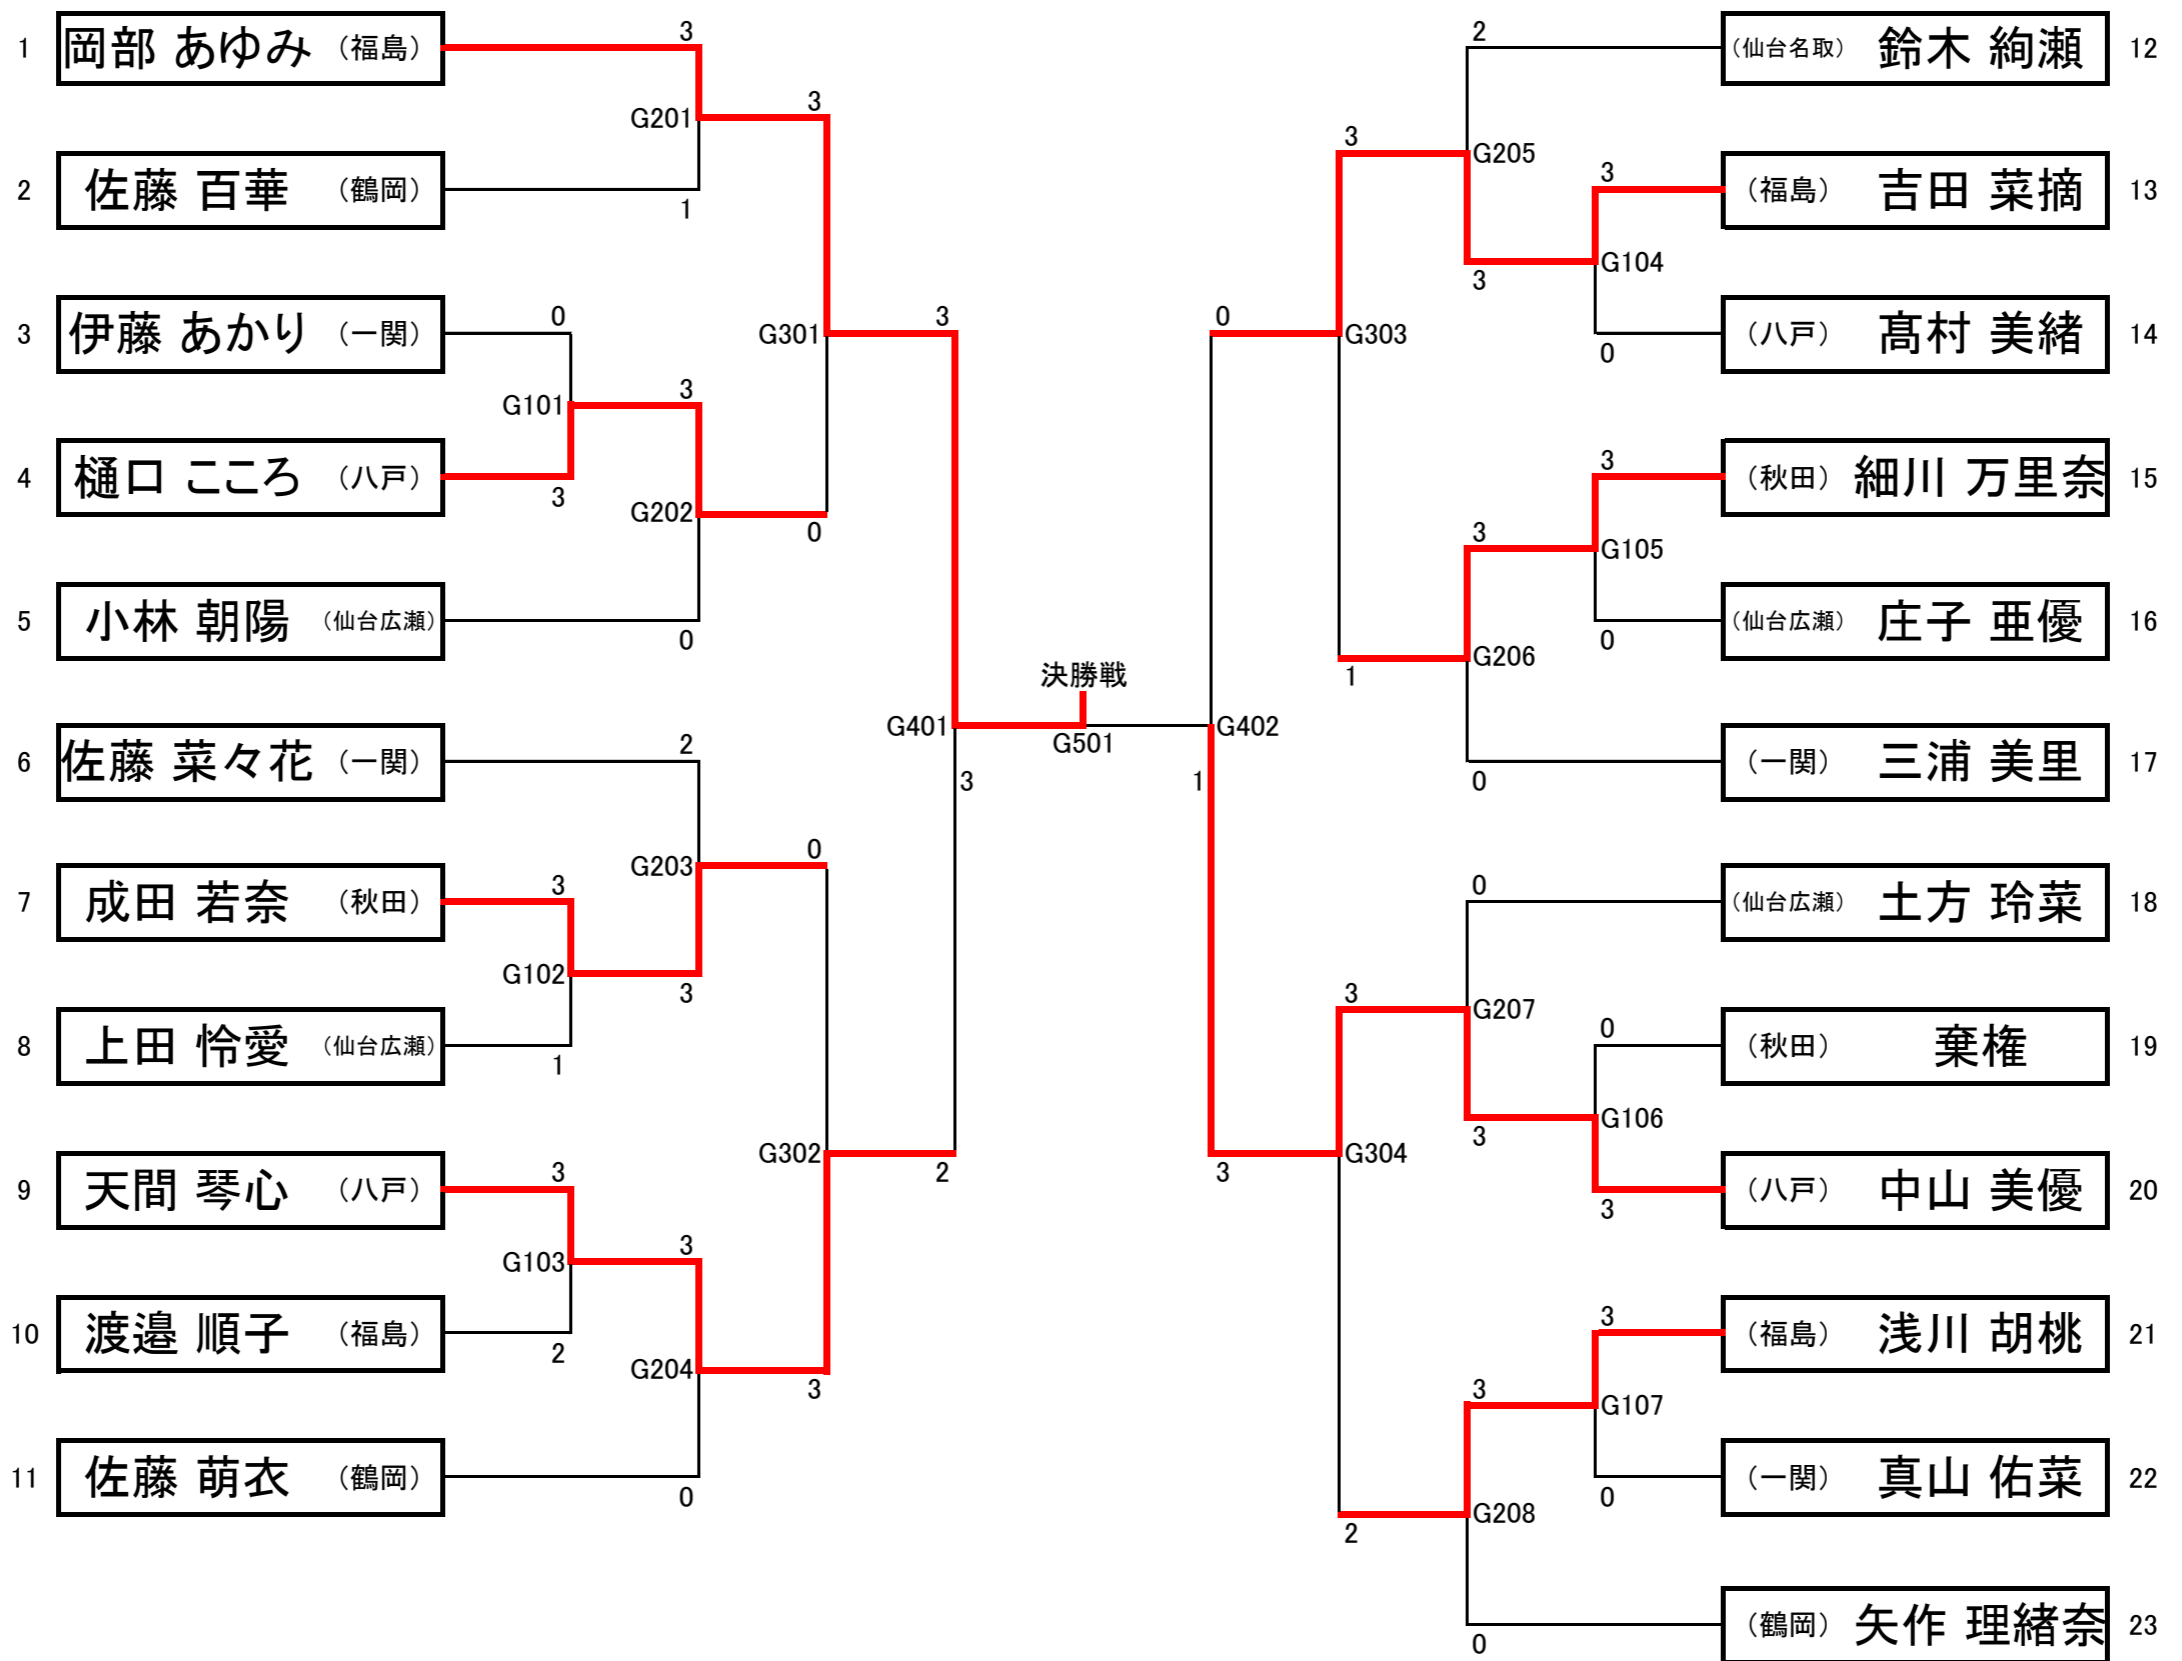 1 岡部 あゆみ （福島）
2 佐藤 百華 （鶴岡）
3 伊藤 あかり （一関）
4 樋口 こころ （八戸）
5 小林 朝陽 （仙台広瀬）
6 佐藤 菜々花 （一関）
7 成田 若奈 （秋田）
8 上田 怜愛 （仙台広瀬）
9 天間 琴心 （八戸）
10 渡邉 順子 （福島）
11 佐藤 萌衣 （鶴岡）
0
G101
3
3
G102
1
3
G103
2
3
G201
1
3
G202
0
2
G203
3
3
G204
0
3
G301
0
0
G302
3
3
G401
2
決勝戦
3 G501 1
0
G402
3
3
G303
1
3
G304
2
2
G205
3
3
G206
0
0
G207
3
3
G208
0
3
G104
0
3
G105
0
0
G106
3
3
G107
0
（仙台名取） 鈴木 絢瀬 12
（福島） 吉田 菜摘 13
（八戸） 髙村 美緒 14
（秋田） 細川 万里奈 15
（仙台広瀬） 庄子 亜優 16
（一関） 三浦 美里 17
（仙台広瀬） 土方 玲菜 18
（秋田） 棄権 19
（八戸） 中山 美優 20
（福島） 浅川 胡桃 21
（一関） 真山 佑菜 22
（鶴岡） 矢作 理緒奈 23